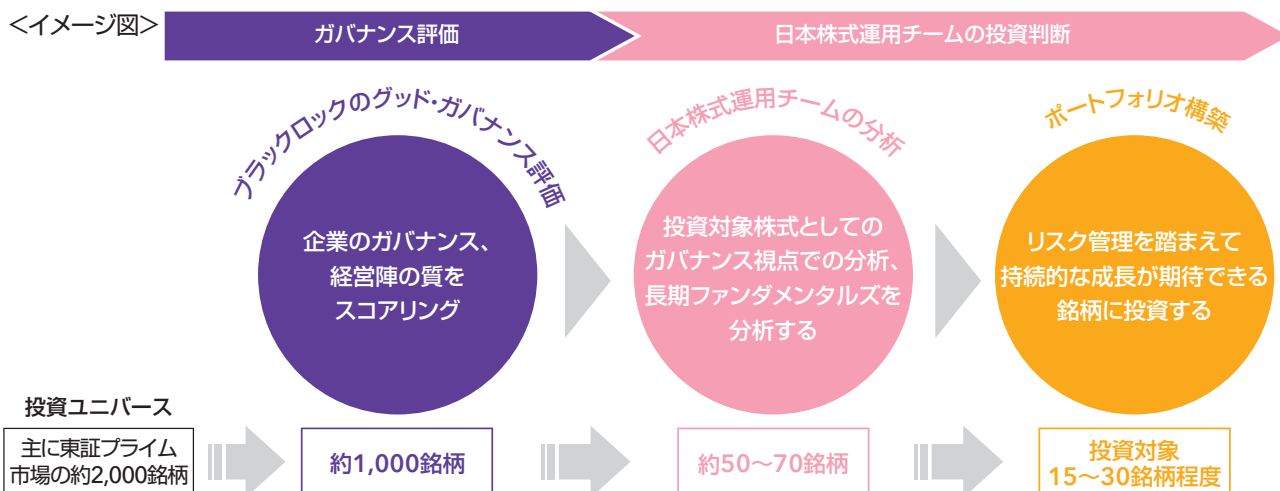 ＜イメージ図＞
ガバナンス評価
日本株式運用チームの投資判断
ブラックロックのグッド・ガバナンス評価
企業のガバナンス、
経営陣の質を
スコアリング
日本株式運用チームの分析
投資対象株式としての
ガバナンス視点での分析、
長期ファンダメンタルズを
分析する
ポートフォリオ構築
リスク管理を踏まえて
持続的な成長が期待できる
銘柄に投資する
投資ユニバース
主に東証プライム
市場の約2,000銘柄
約1,000銘柄
約50～70銘柄
投資対象
15～30銘柄程度